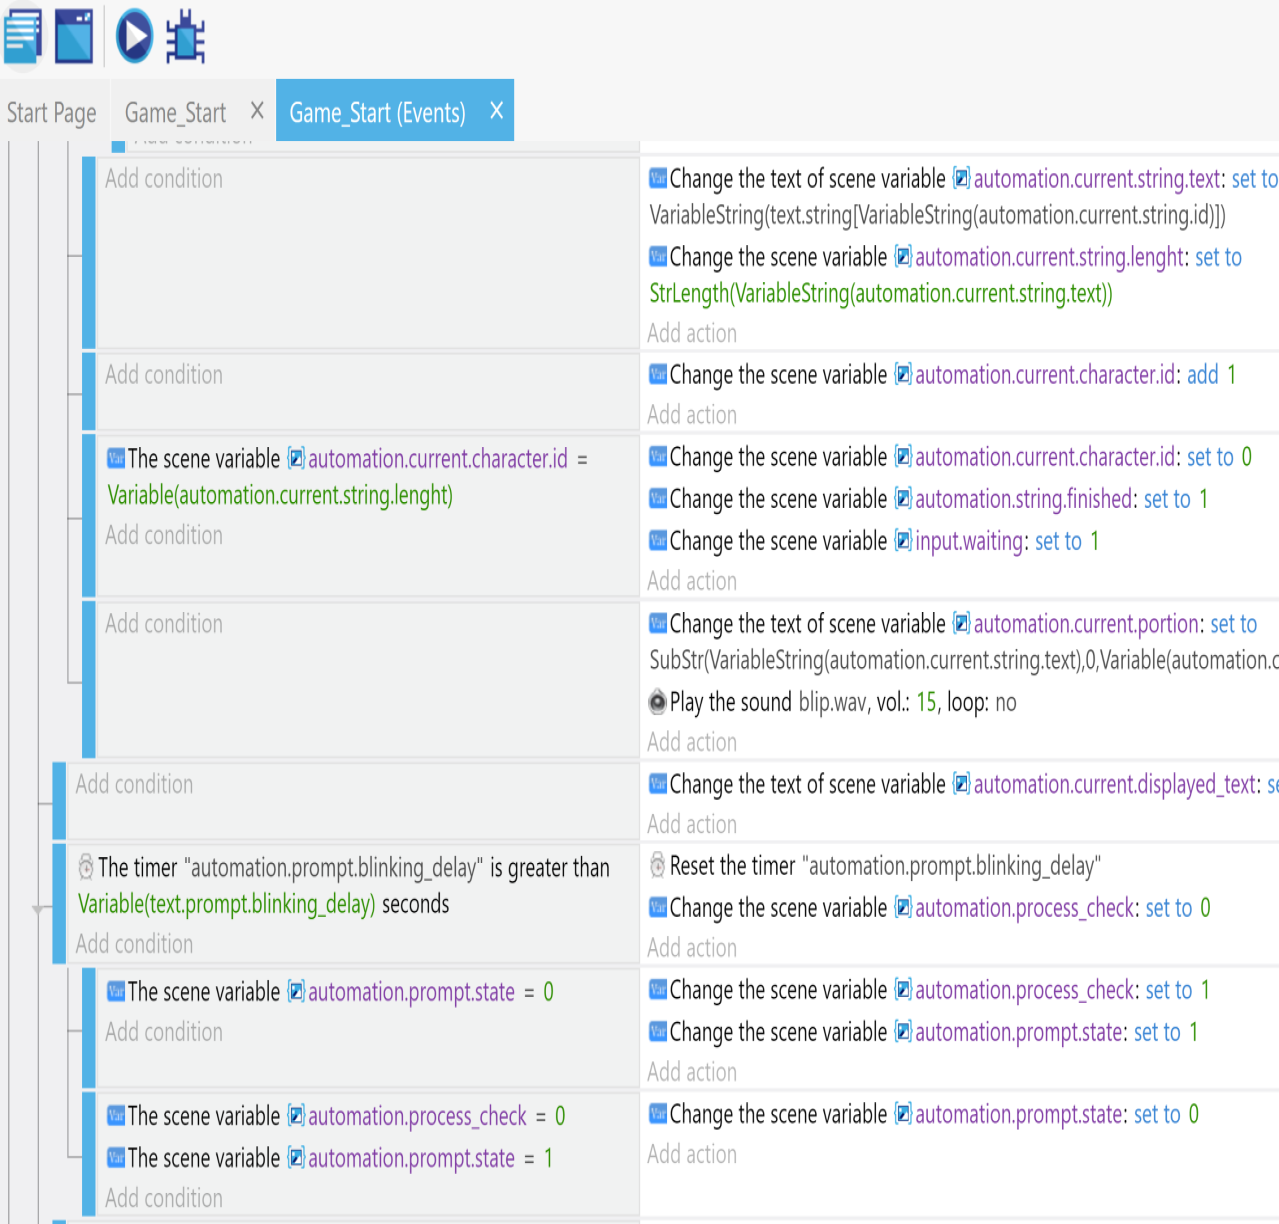 Start Page
Game_Start
Game_Start (Events)
Add condition
Add condition
Change the text of scene variable automation.current.string.text: set to
VariableString(text.string[VariableString(automation.current.string.id)])
Change the scene variable automation.current.string.lenght: set to
StrLength(VariableString(automation.current.string.text))
Add action
Add condition
Change the scene variable automation.current.character.id: add 1
Add action
The scene variable automation.current.character.id =
Variable(automation.current.string.lenght)
Add condition
Change the scene variable automation.current.character.id: set to 0
Change the scene variable automation.string.finished: set to 1
Change the scene variable input.waiting: set to 1
Add action
Add condition
Change the text of scene variable automation.current.portion: set to
SubStr(VariableString(automation.current.string.text),0,Variable(automation.c
Play the sound blip.wav, vol.: 15, loop: no
Add action
Add condition
Change the text of scene variable automation.current.displayed_text: se
Add action
The timer "automation.prompt.blinking_delay" is greater than
Variable(text.prompt.blinking_delay) seconds
Add condition
Reset the timer "automation.prompt.blinking_delay"
Change the scene variable automation.process_check: set to 0
Add action
The scene variable automation.prompt.state = 0
Add condition
Change the scene variable automation.process_check: set to 1
Change the scene variable automation.prompt.state: set to 1
Add action
The scene variable automation.process_check = 0
The scene variable automation.prompt.state = 1
Add condition
Change the scene variable automation.prompt.state: set to 0
Add action